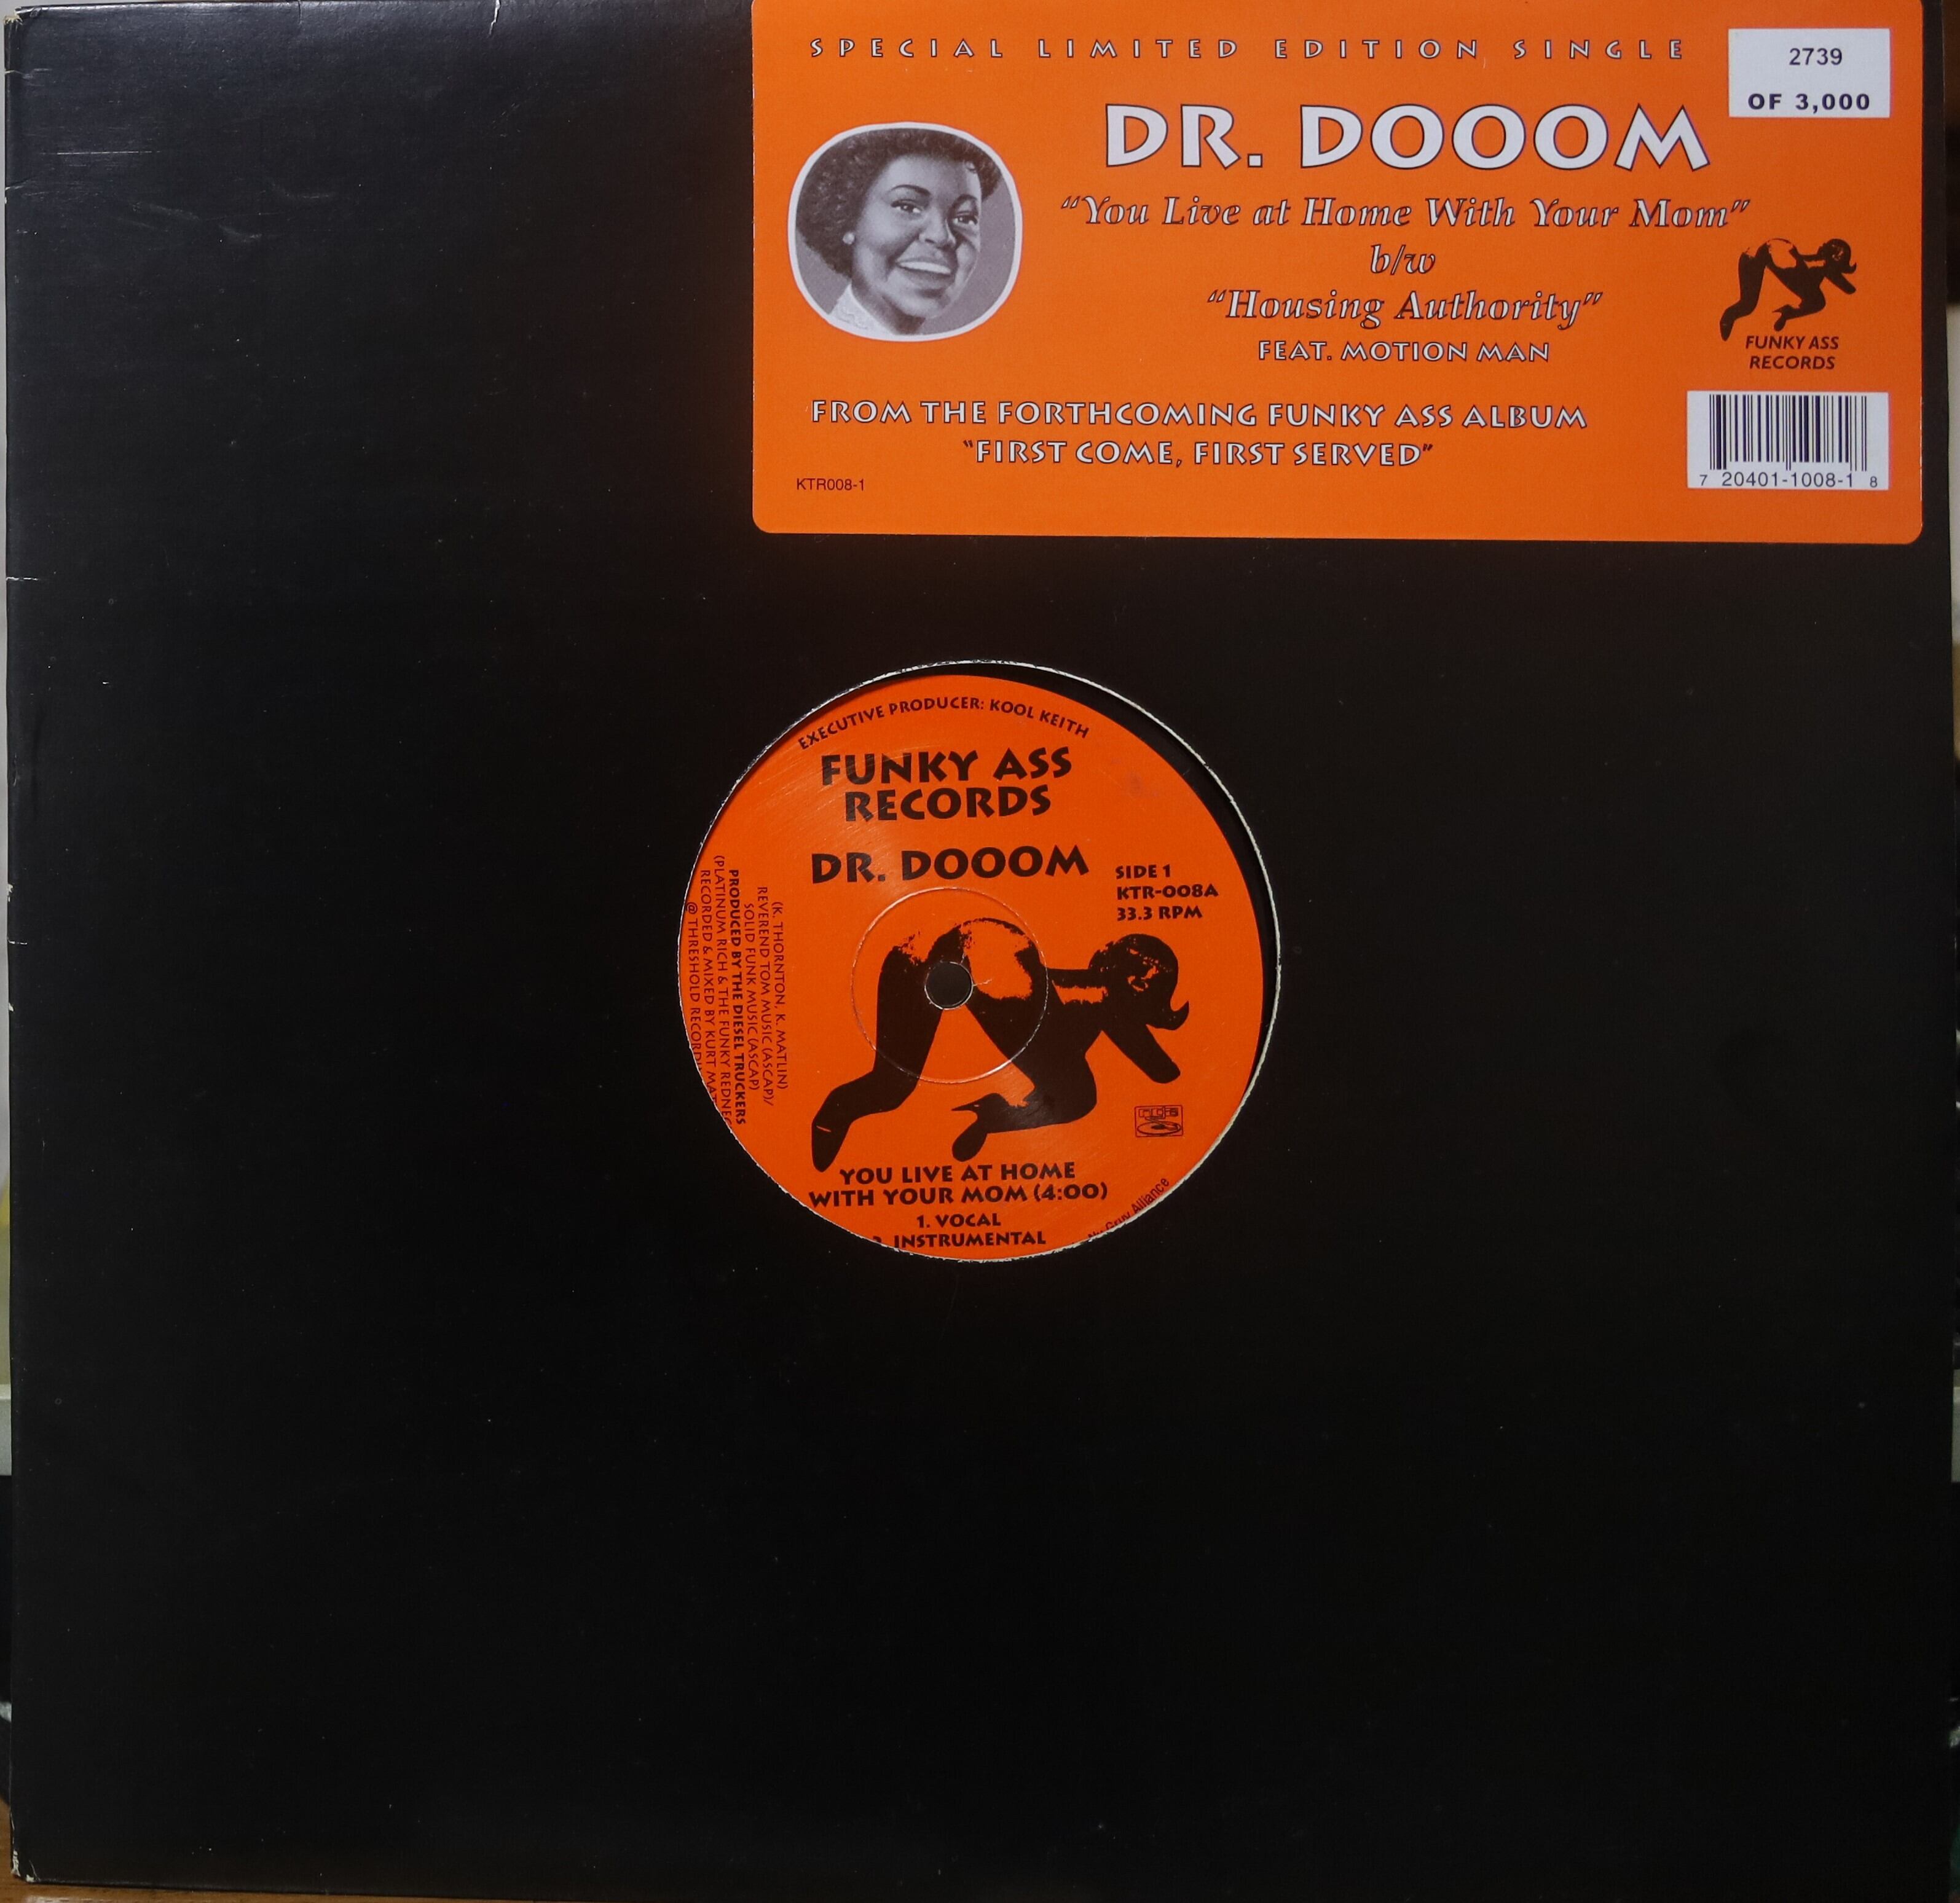 SPECIAL LIMITED EDITION SINGLE
2739
OF 3,000
DR. DOOOM
“You Live at Home With Your Mom”
b/w
“Housing Authority”
FEAT. MOTION MAN
FUNKY ASS
RECORDS
FROM THE FORTHCOMING FUNKY ASS ALBUM
“FIRST COME, FIRST SERVED”
KTR008-1
7 20401-1008-1 8
EXECUTIVE PRODUCER: KOOL KEITH
FUNKY ASS
RECORDS
DR. DOOOM
SIDE 1
KTR-008A
33.3 RPM
(K. THORNTON, K. MATLIN)
REVEREND TOM MUSIC (ASCAP)/
SOLID FUNK MUSIC (ASCAP)
PRODUCED BY THE DIESEL TRUCKERS
(PLATINUM RICH & THE FUNKY
RECORDED & MIXED BY KURT
@ THRESHOLD
YOU LIVE AT HOME
WITH YOUR MOM (4:00)
1. VOCAL
INSTRUMENTAL
Alliance